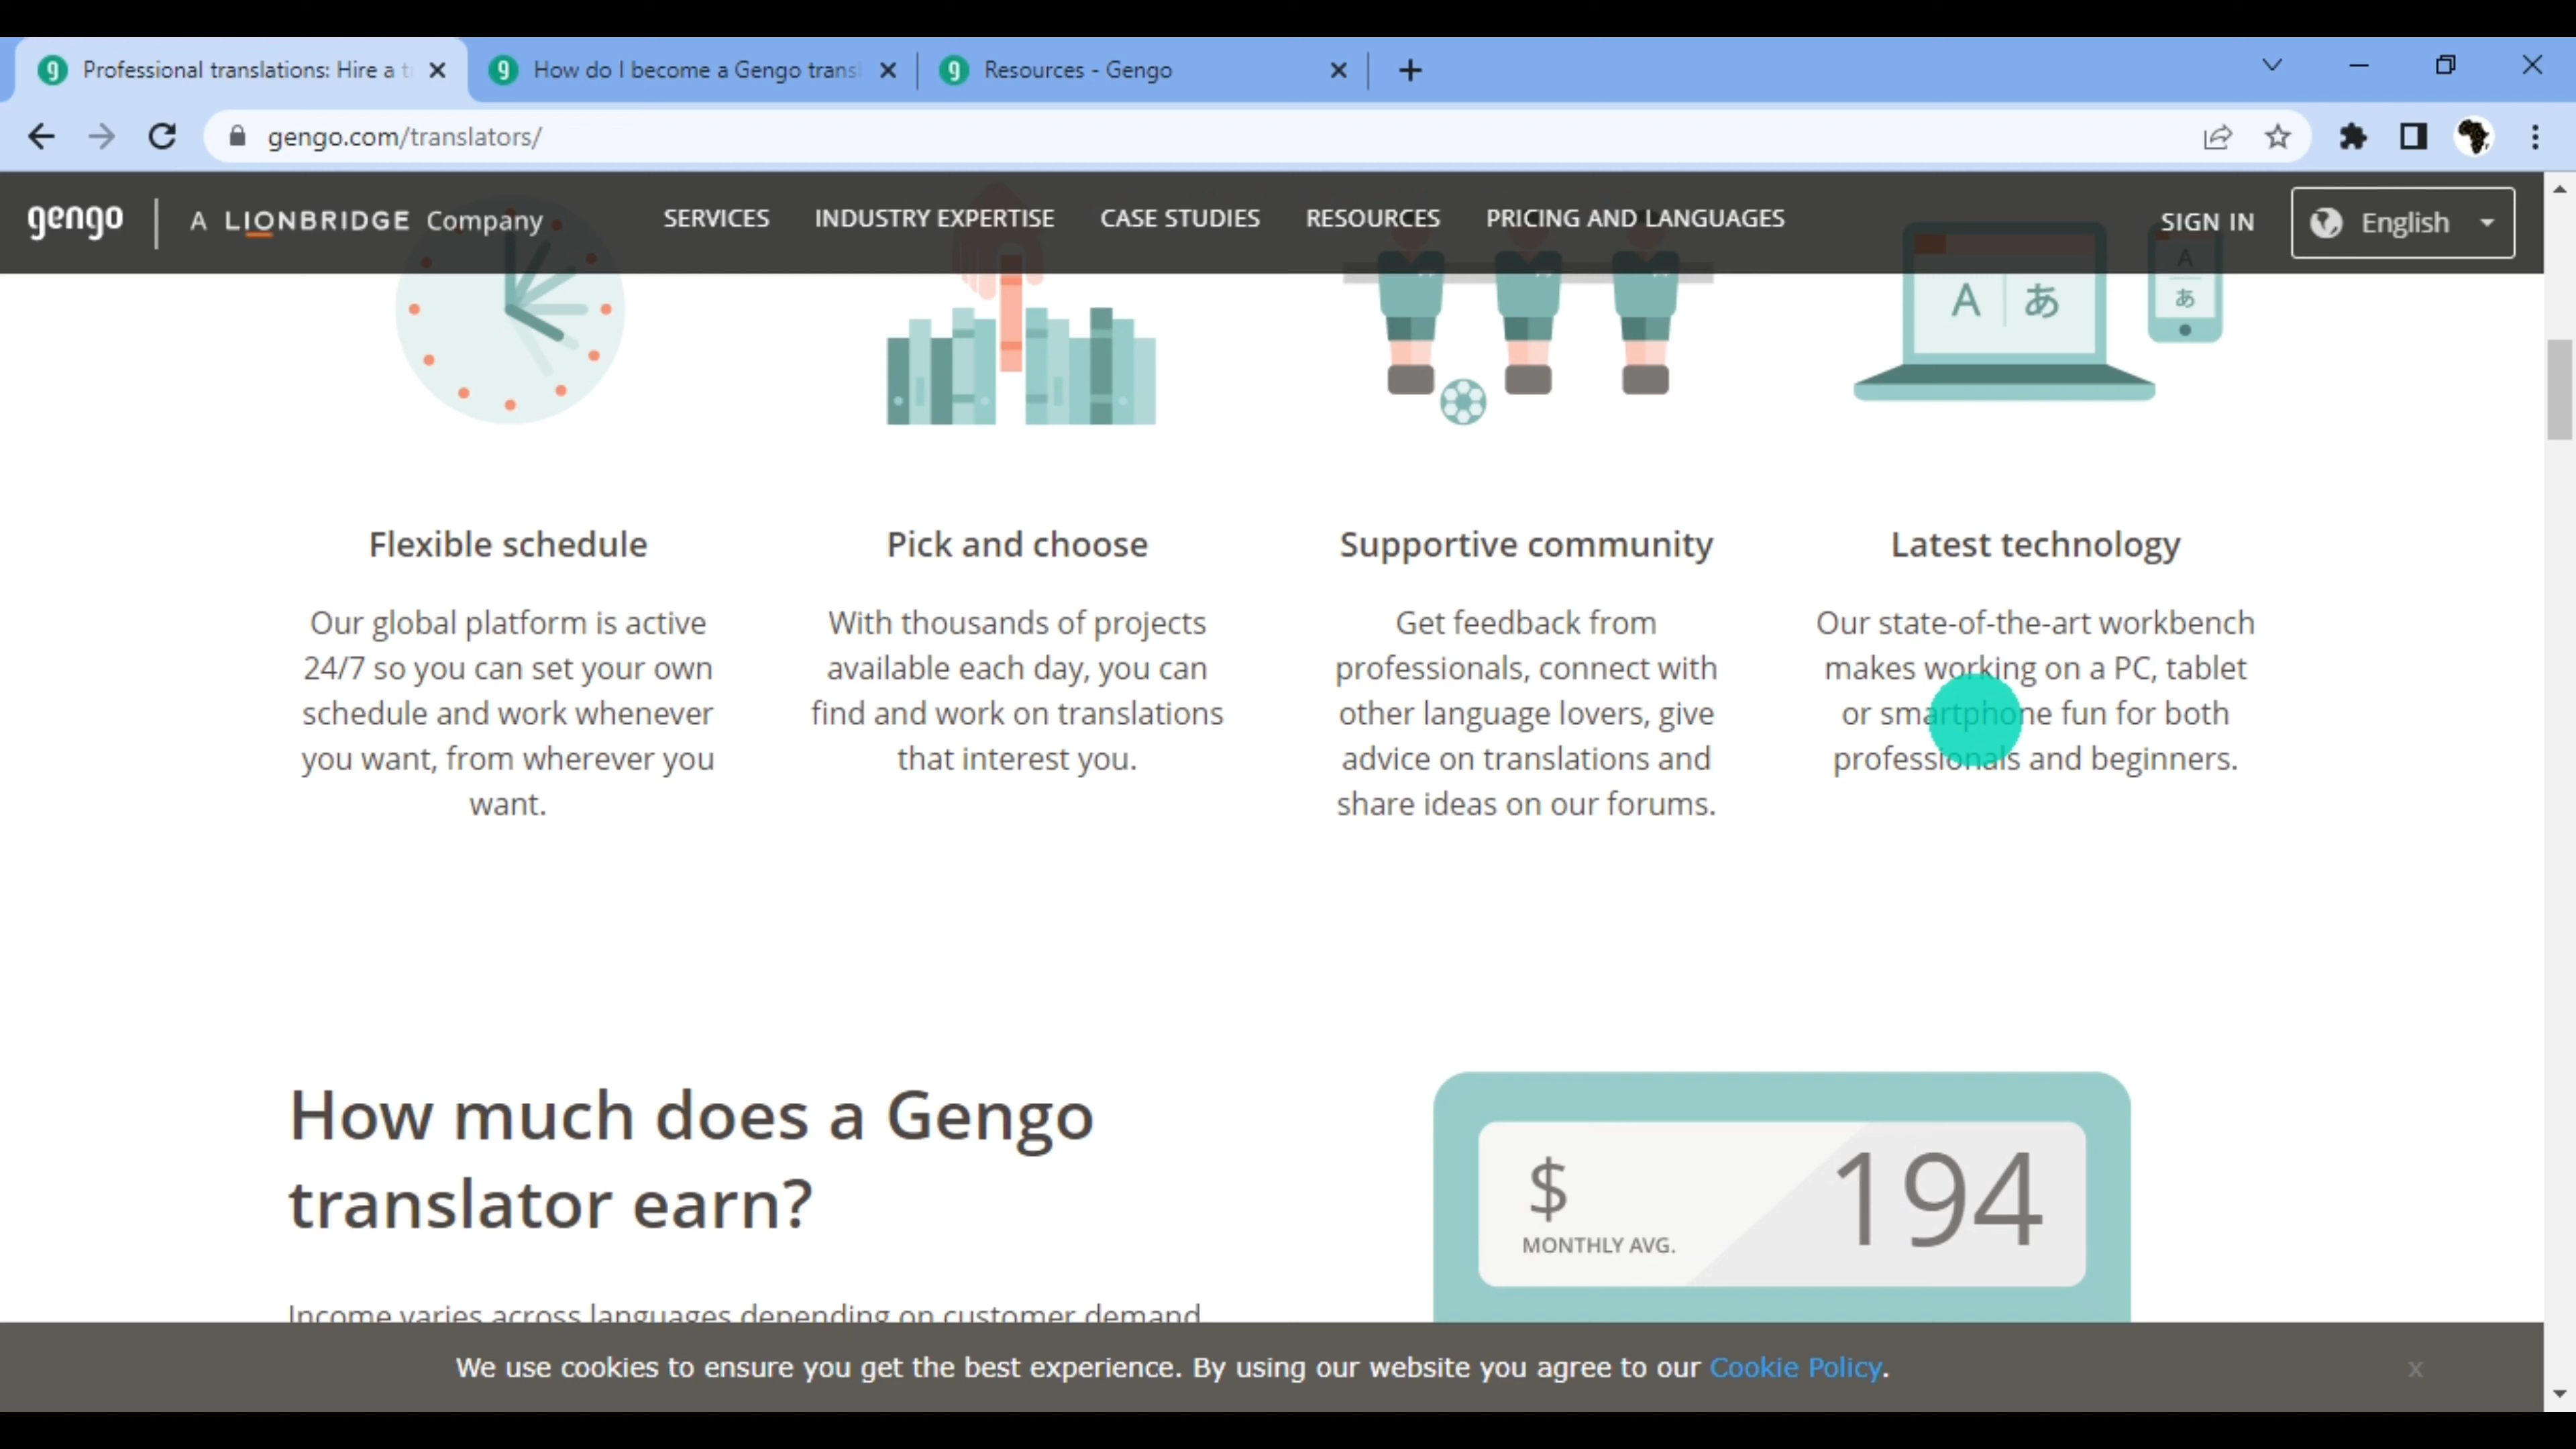 Professional translations: Hire a t
How do I become a Gengo trans
Resources - Gengo
gengo.com/translators/
gengo | A LIONBRIDGE Company
SERVICES
INDUSTRY EXPERTISE
CASE STUDIES
RESOURCES
PRICING AND LANGUAGES
SIGN IN
English
A あ
A
あ
Flexible schedule
Our global platform is active
24/7 so you can set your own
schedule and work whenever
you want, from wherever you
want.
Pick and choose
With thousands of projects
available each day, you can
find and work on translations
that interest you.
Supportive community
Get feedback from
professionals, connect with
other language lovers, give
advice on translations and
share ideas on our forums.
Latest technology
Our state-of-the-art workbench
makes working on a PC, tablet
or smartphone fun for both
professionals and beginners.
How much does a Gengo
translator earn?
Income varies across languages depending on customer demand
$ 194
MONTHLY AVG.
We use cookies to ensure you get the best experience. By using our website you agree to our Cookie Policy.
x